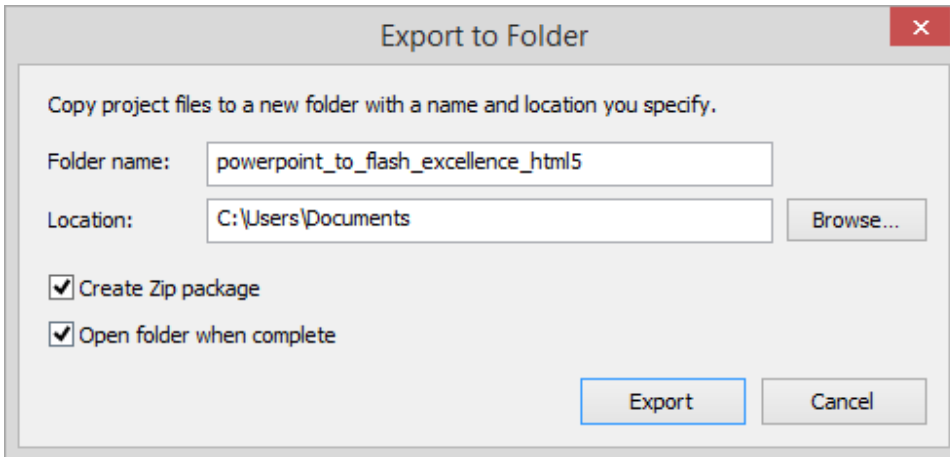 Export to Folder
Copy project files to a new folder with a name and location you specify.
Folder name: powerpoint_to_flash_excellence_html5
Location: C:\Users\Documents Browse...
Create Zip package
Open folder when complete
Export Cancel